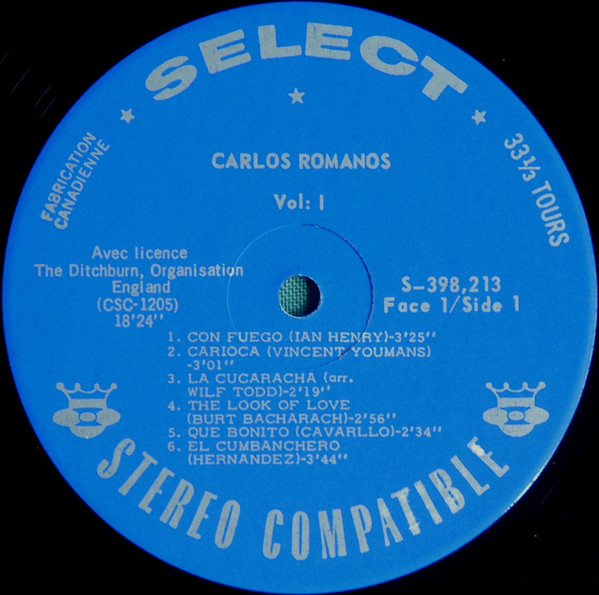 SELECT
CARLOS ROMANOS
Vol: I
FABRICATION
CANADIENNE
33 1/3 TOURS
Avec licence
The Ditchburn, Organisation
England
(CSC-1205)
18'24"
S-398,213
Face 1/Side 1
1. CON FUEGO (IAN HENRY)-3'25"
2. CARIOCA (VINCENT YOUMANS)
-3'01"
3. LA CUCARACHA (arr.
WILF TODD)-2'19"
4. THE LOOK OF LOVE
(BURT BACHARACH)-2'56"
5. QUE BONITO (CAVARLLO)-2'34"
6. EL CUMBANCHERO
(HERNANDEZ)-3'44"
STEREO COMPATIBLE